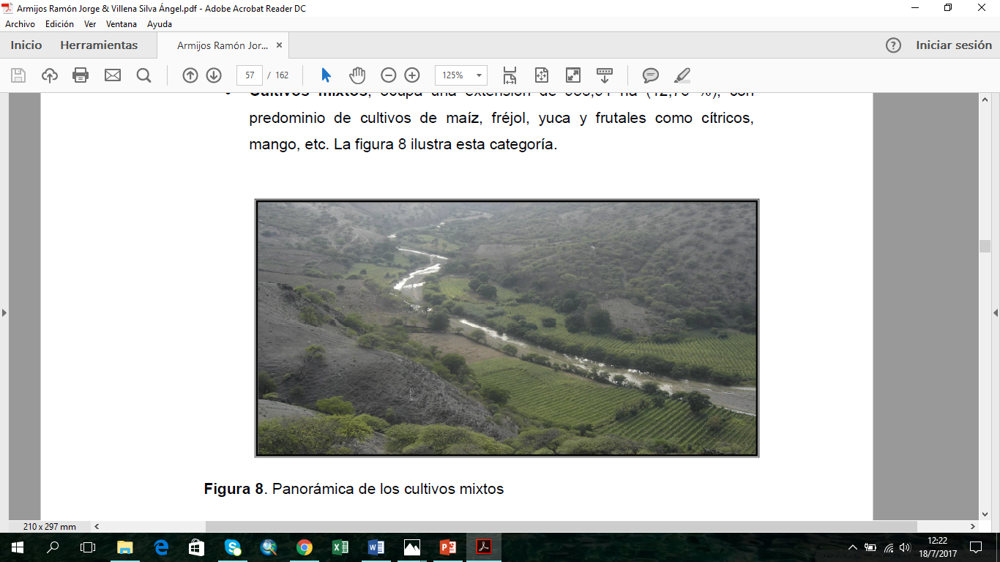 Armijos Ramón Jorge & Villena Silva Ángel.pdf - Adobe Acrobat Reader DC
Archivo Edición Ver Ventana Ayuda
Inicio Herramientas Armijos Ramón Jor... × ? Iniciar sesión
57 / 162 125%
Cultivos mixtos, ocupa una extensión de ha (12, %), con
predominio de cultivos de maíz, fréjol, yuca y frutales como cítricos,
mango, etc. La figura 8 ilustra esta categoría.
Figura 8. Panorámica de los cultivos mixtos
210 x 297 mm
12:22
18/7/2017